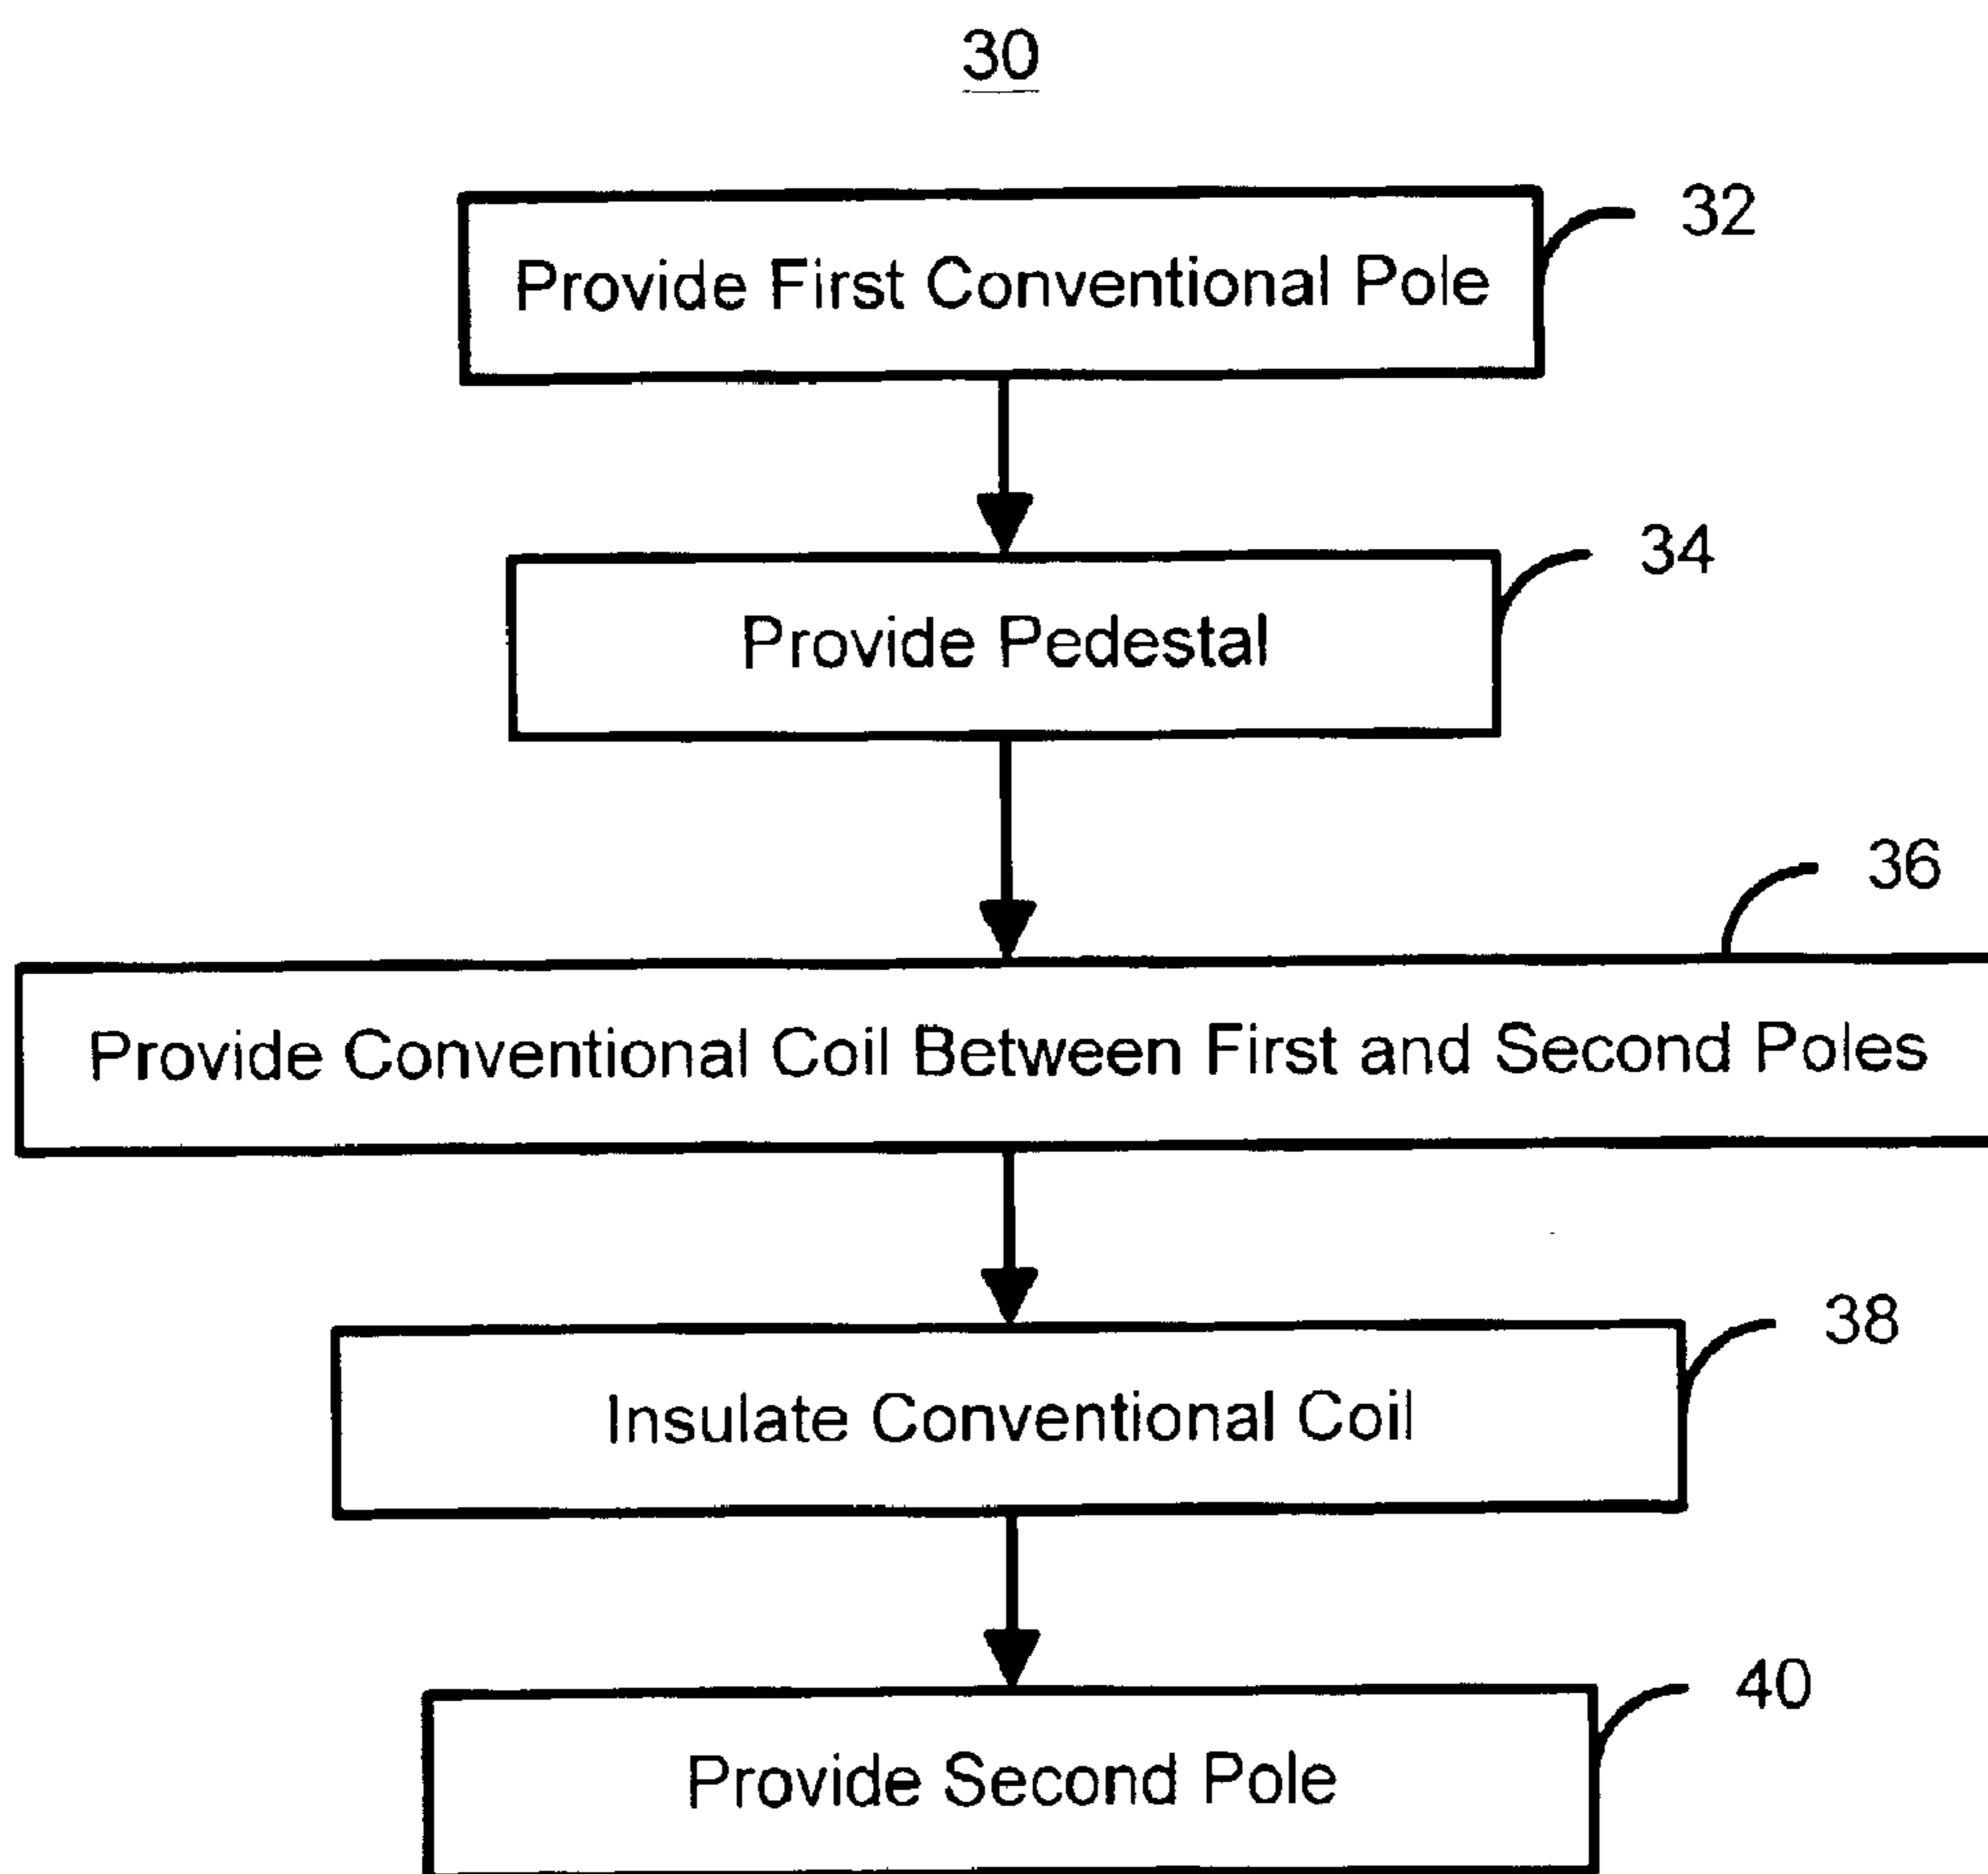 30
Provide First Conventional Pole
32
Provide Pedestal
34
36
Provide Conventional Coil Between First and Second Poles
Insulate Conventional Coil
38
Provide Second Pole
40